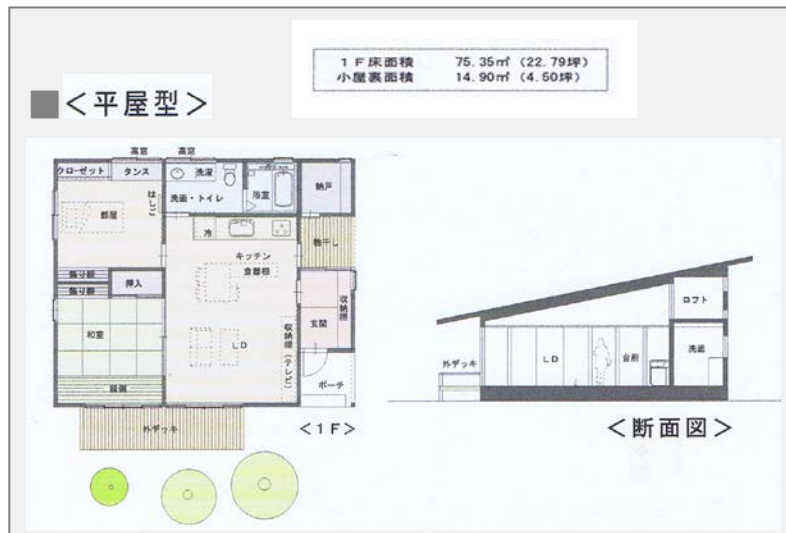 1F床面積 75.35㎡（22.79坪）
小屋裏面積 14.90㎡（4.50坪）
■＜平屋型＞
高窓 高窓
クローゼット タンス
洗濯
はしご
洗面・トイレ
浴室
納戸
部屋
冷
キッチン
食器棚
物干し
飾り棚
飾り棚
押入
和室
LD
収納棚（テレビ）
玄関
収納棚
縁側
ポーチ
外デッキ
＜1F＞
ロフト
外デッキ
LD
台所
洗面
＜断面図＞